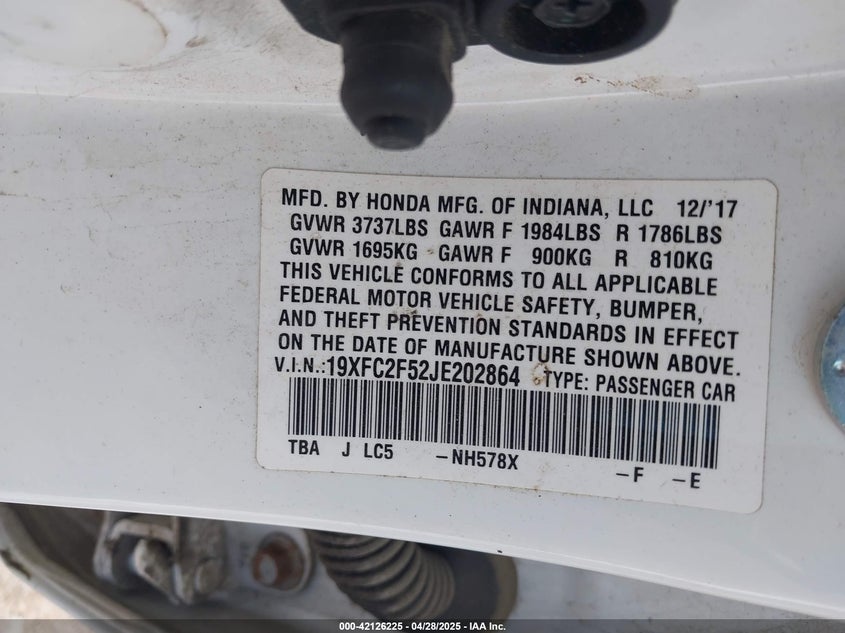 MFD. BY HONDA MFG. OF INDIANA, LLC 12/'17
GVWR 3737LBS GAWR F 1984LBS R 1786LBS
GVWR 1695KG GAWR F 900KG R 810KG
THIS VEHICLE CONFORMS TO ALL APPLICABLE
FEDERAL MOTOR VEHICLE SAFETY, BUMPER,
AND THEFT PREVENTION STANDARDS IN EFFECT
ON THE DATE OF MANUFACTURE SHOWN ABOVE.
V.I.N.:19XFC2F52JE202864 TYPE: PASSENGER CAR
TBA J LC5 -NH578X -F -E
000-42126225 | 04/28/2025 - IAA Inc.